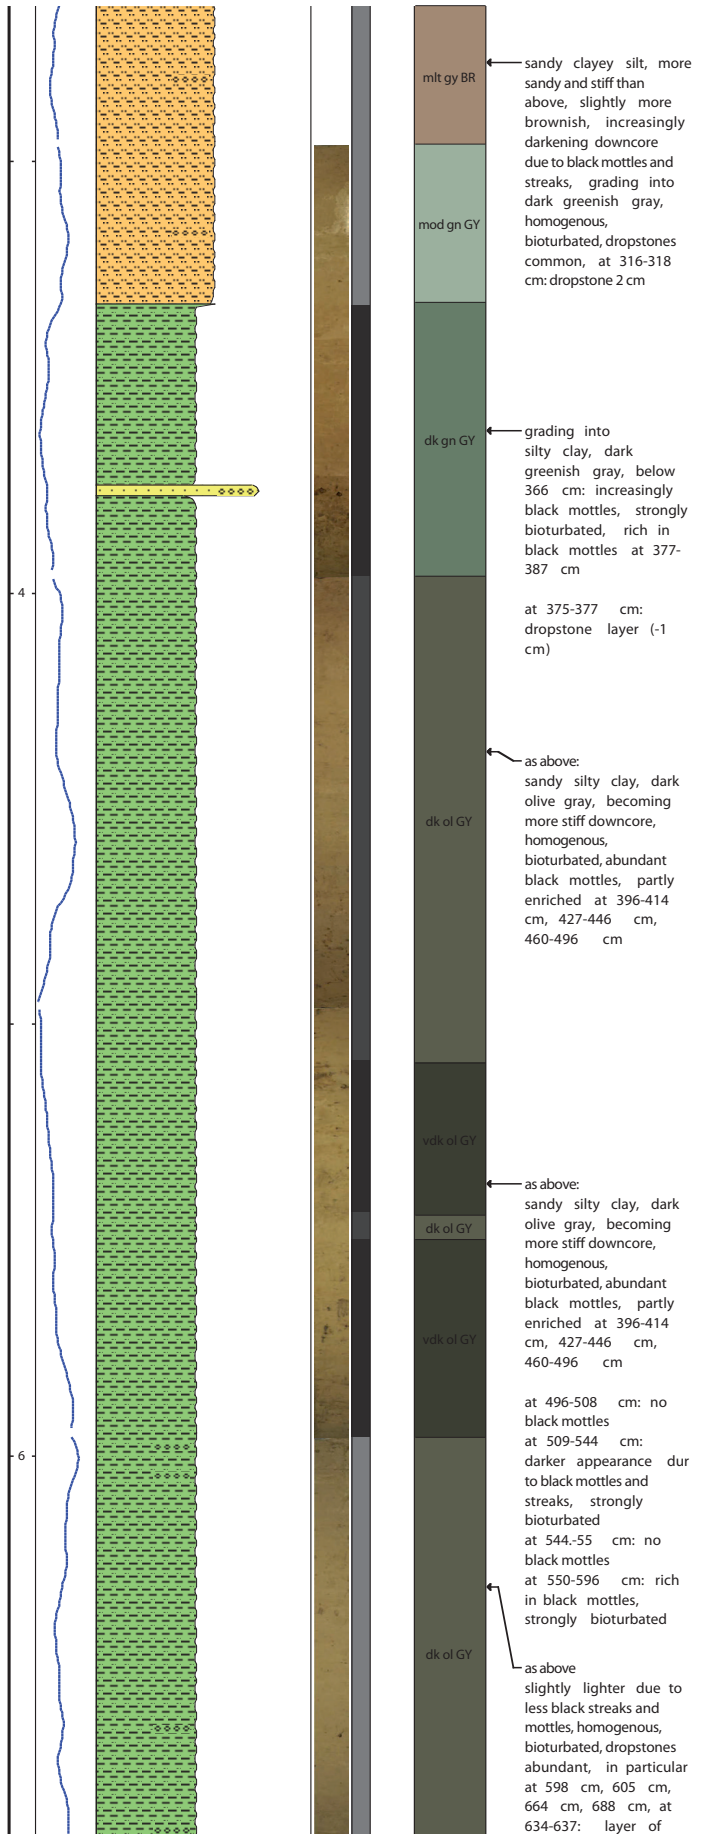 mlt gy BR
sandy clayey silt, more
sandy and stiff than
above, slightly more
brownish, increasingly
darkening downcore
due to black mottles and
streaks, grading into
dark greenish gray,
homogenous,
bioturbated, dropstones
common, at 316-318
cm: dropstone 2 cm
mod gn GY
dk gn GY
grading into
silty clay, dark
greenish gray, below
366 cm: increasingly
black mottles, strongly
bioturbated, rich in
black mottles at 377-
387 cm
at 375-377 cm:
dropstone layer (-1
cm)
4
dk ol GY
as above:
sandy silty clay, dark
olive gray, becoming
more stiff downcore,
homogenous,
bioturbated, abundant
black mottles, partly
enriched at 396-414
cm, 427-446 cm,
460-496 cm
vdk ol GY
dk ol GY
vdk ol GY
as above:
sandy silty clay, dark
olive gray, becoming
more stiff downcore,
homogenous,
bioturbated, abundant
black mottles, partly
enriched at 396-414
cm, 427-446 cm,
460-496 cm
at 496-508 cm: no
black mottles
at 509-544 cm:
darker appearance dur
to black mottles and
streaks, strongly
bioturbated
at 544.-55 cm: no
black mottles
at 550-596 cm: rich
in black mottles,
strongly bioturbated
6
dk ol GY
as above
slightly lighter due to
less black streaks and
mottles, homogenous,
bioturbated, dropstones
abundant, in particular
at 598 cm, 605 cm,
664 cm, 688 cm, at
634-637: layer of